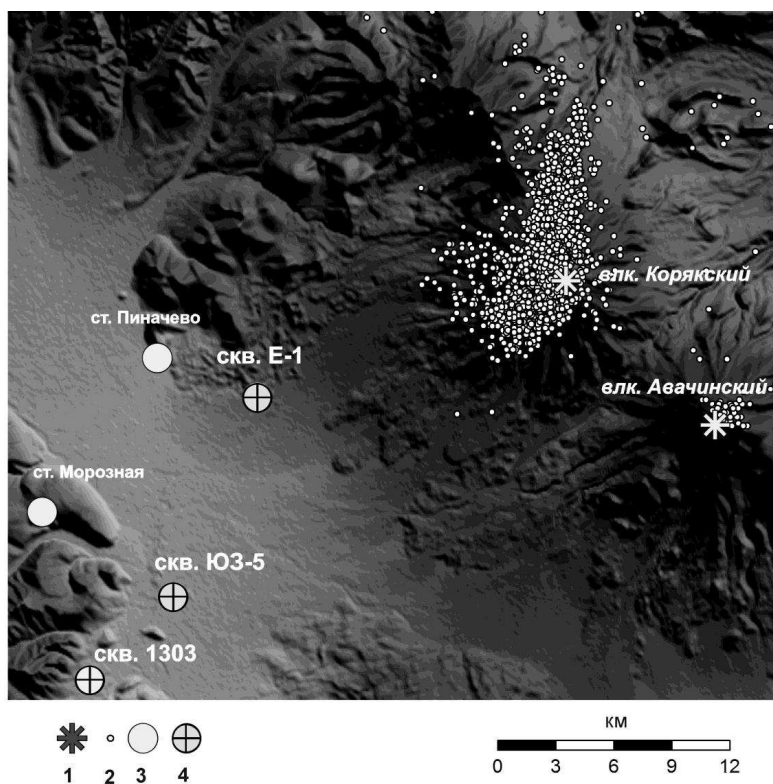 влк. Корякский
ст. Пиначево
скв. Е-1
влк. Авачинский
ст. Морозная
скв. ЮЗ-5
скв. 1303
км
1 2 3 4
0 3 6 9 12